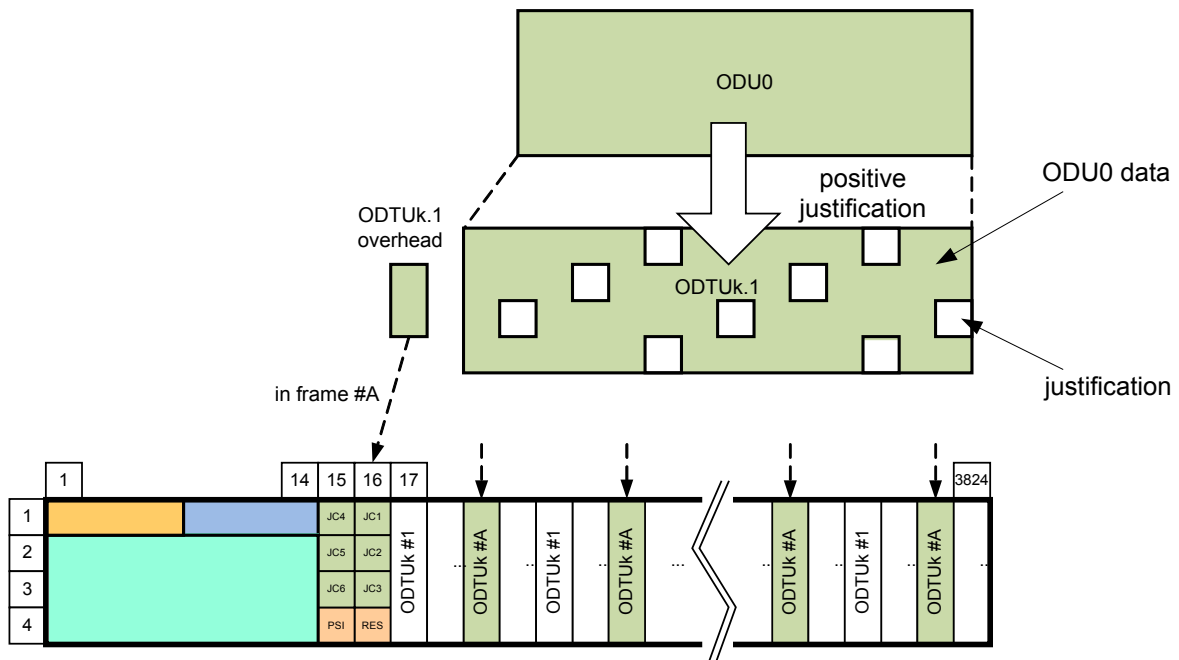 ODU0
positive
justification
ODU0 data
ODTUk.1
overhead
ODTUk.1
justification
in frame #A
1
14
15
16
17
3824
1
JC4
JC1
2
JC5
JC2
3
JC6
JC3
4
PSI
RES
ODTUk #1
...
ODTUk #A
..
ODTUk #1
..
ODTUk #A
...
..
ODTUk #A
..
ODTUk #1
..
ODTUk #A
..